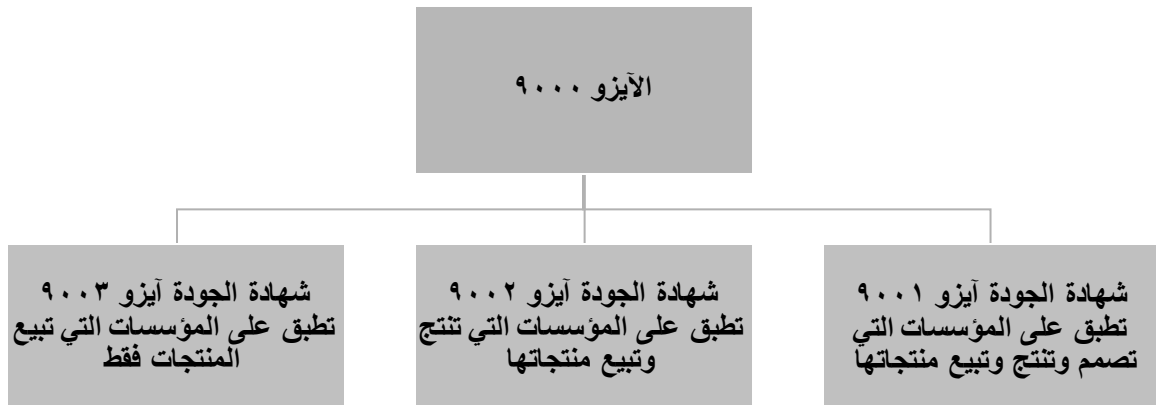 الآيزو ٩٠٠٠
شهادة الجودة آيزو ٩٠٠١
تطبق على المؤسسات التي
تصمم وتنتج وتبيع منتجاتها
شهادة الجودة آيزو ٩٠٠٢
تطبق على المؤسسات التي تنتج
وتبيع منتجاتها
شهادة الجودة آيزو ٩٠٠٣
تطبق على المؤسسات التي تبيع
المنتجات فقط